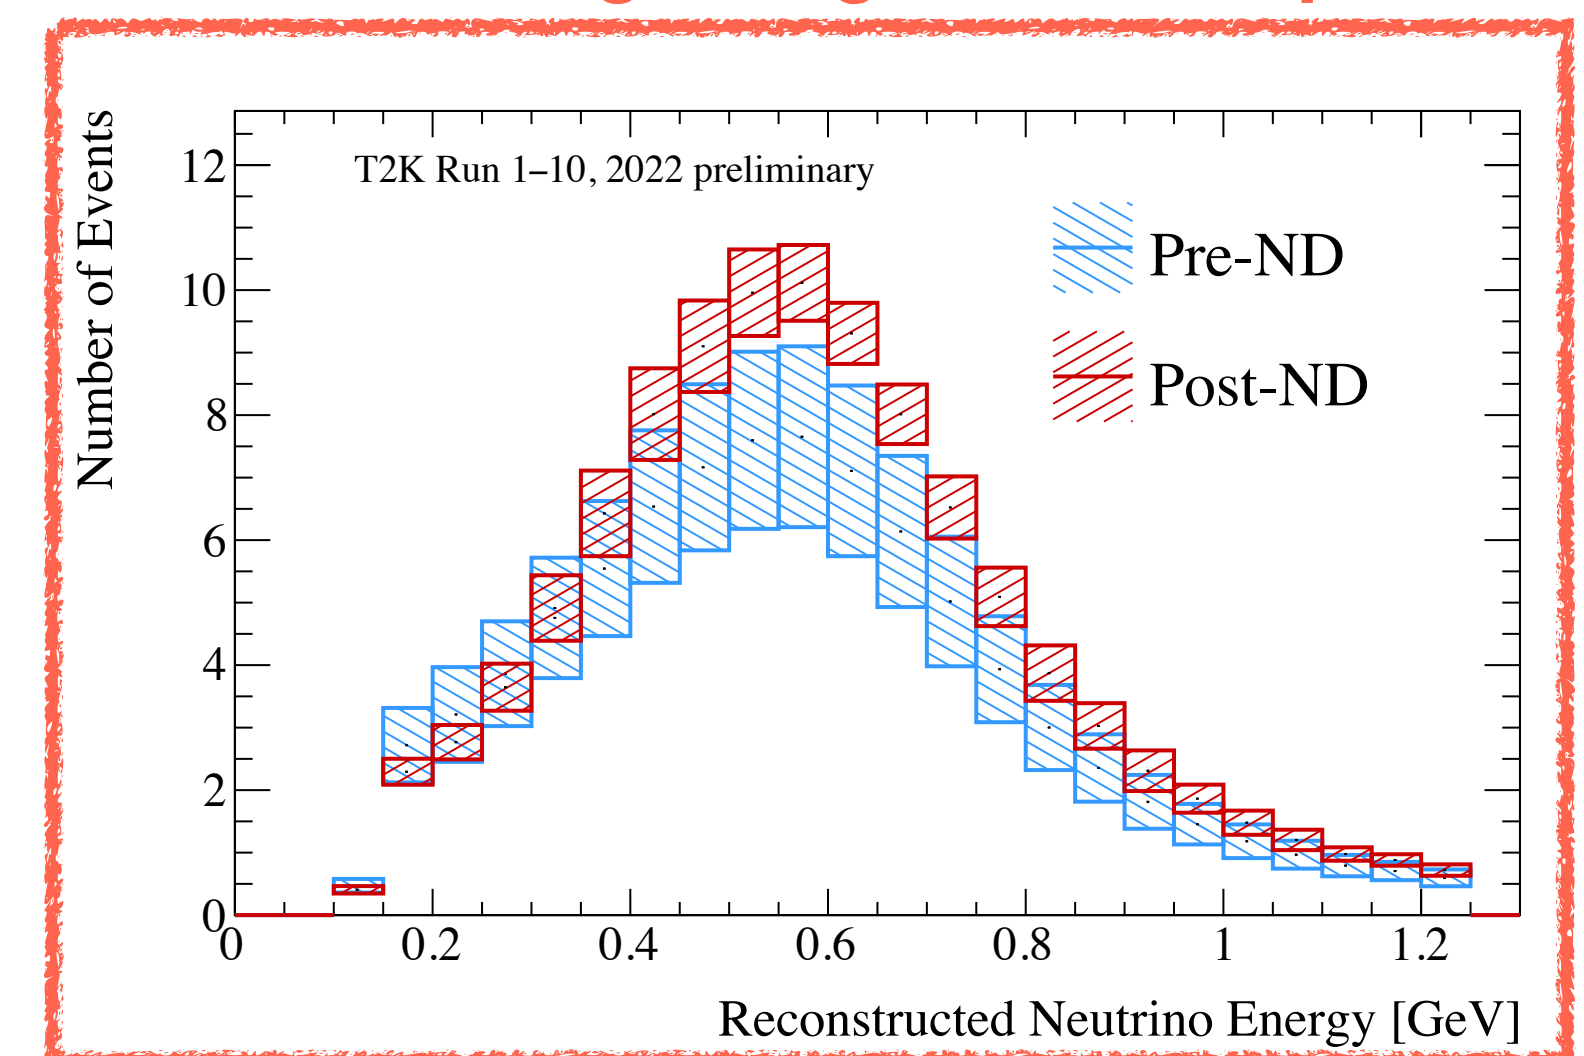 T2K Run 1–10, 2022 preliminary
Pre-ND
Post-ND
Number of Events
12
10
8
6
4
2
0
0 0.2 0.4 0.6 0.8 1 1.2
Reconstructed Neutrino Energy [GeV]